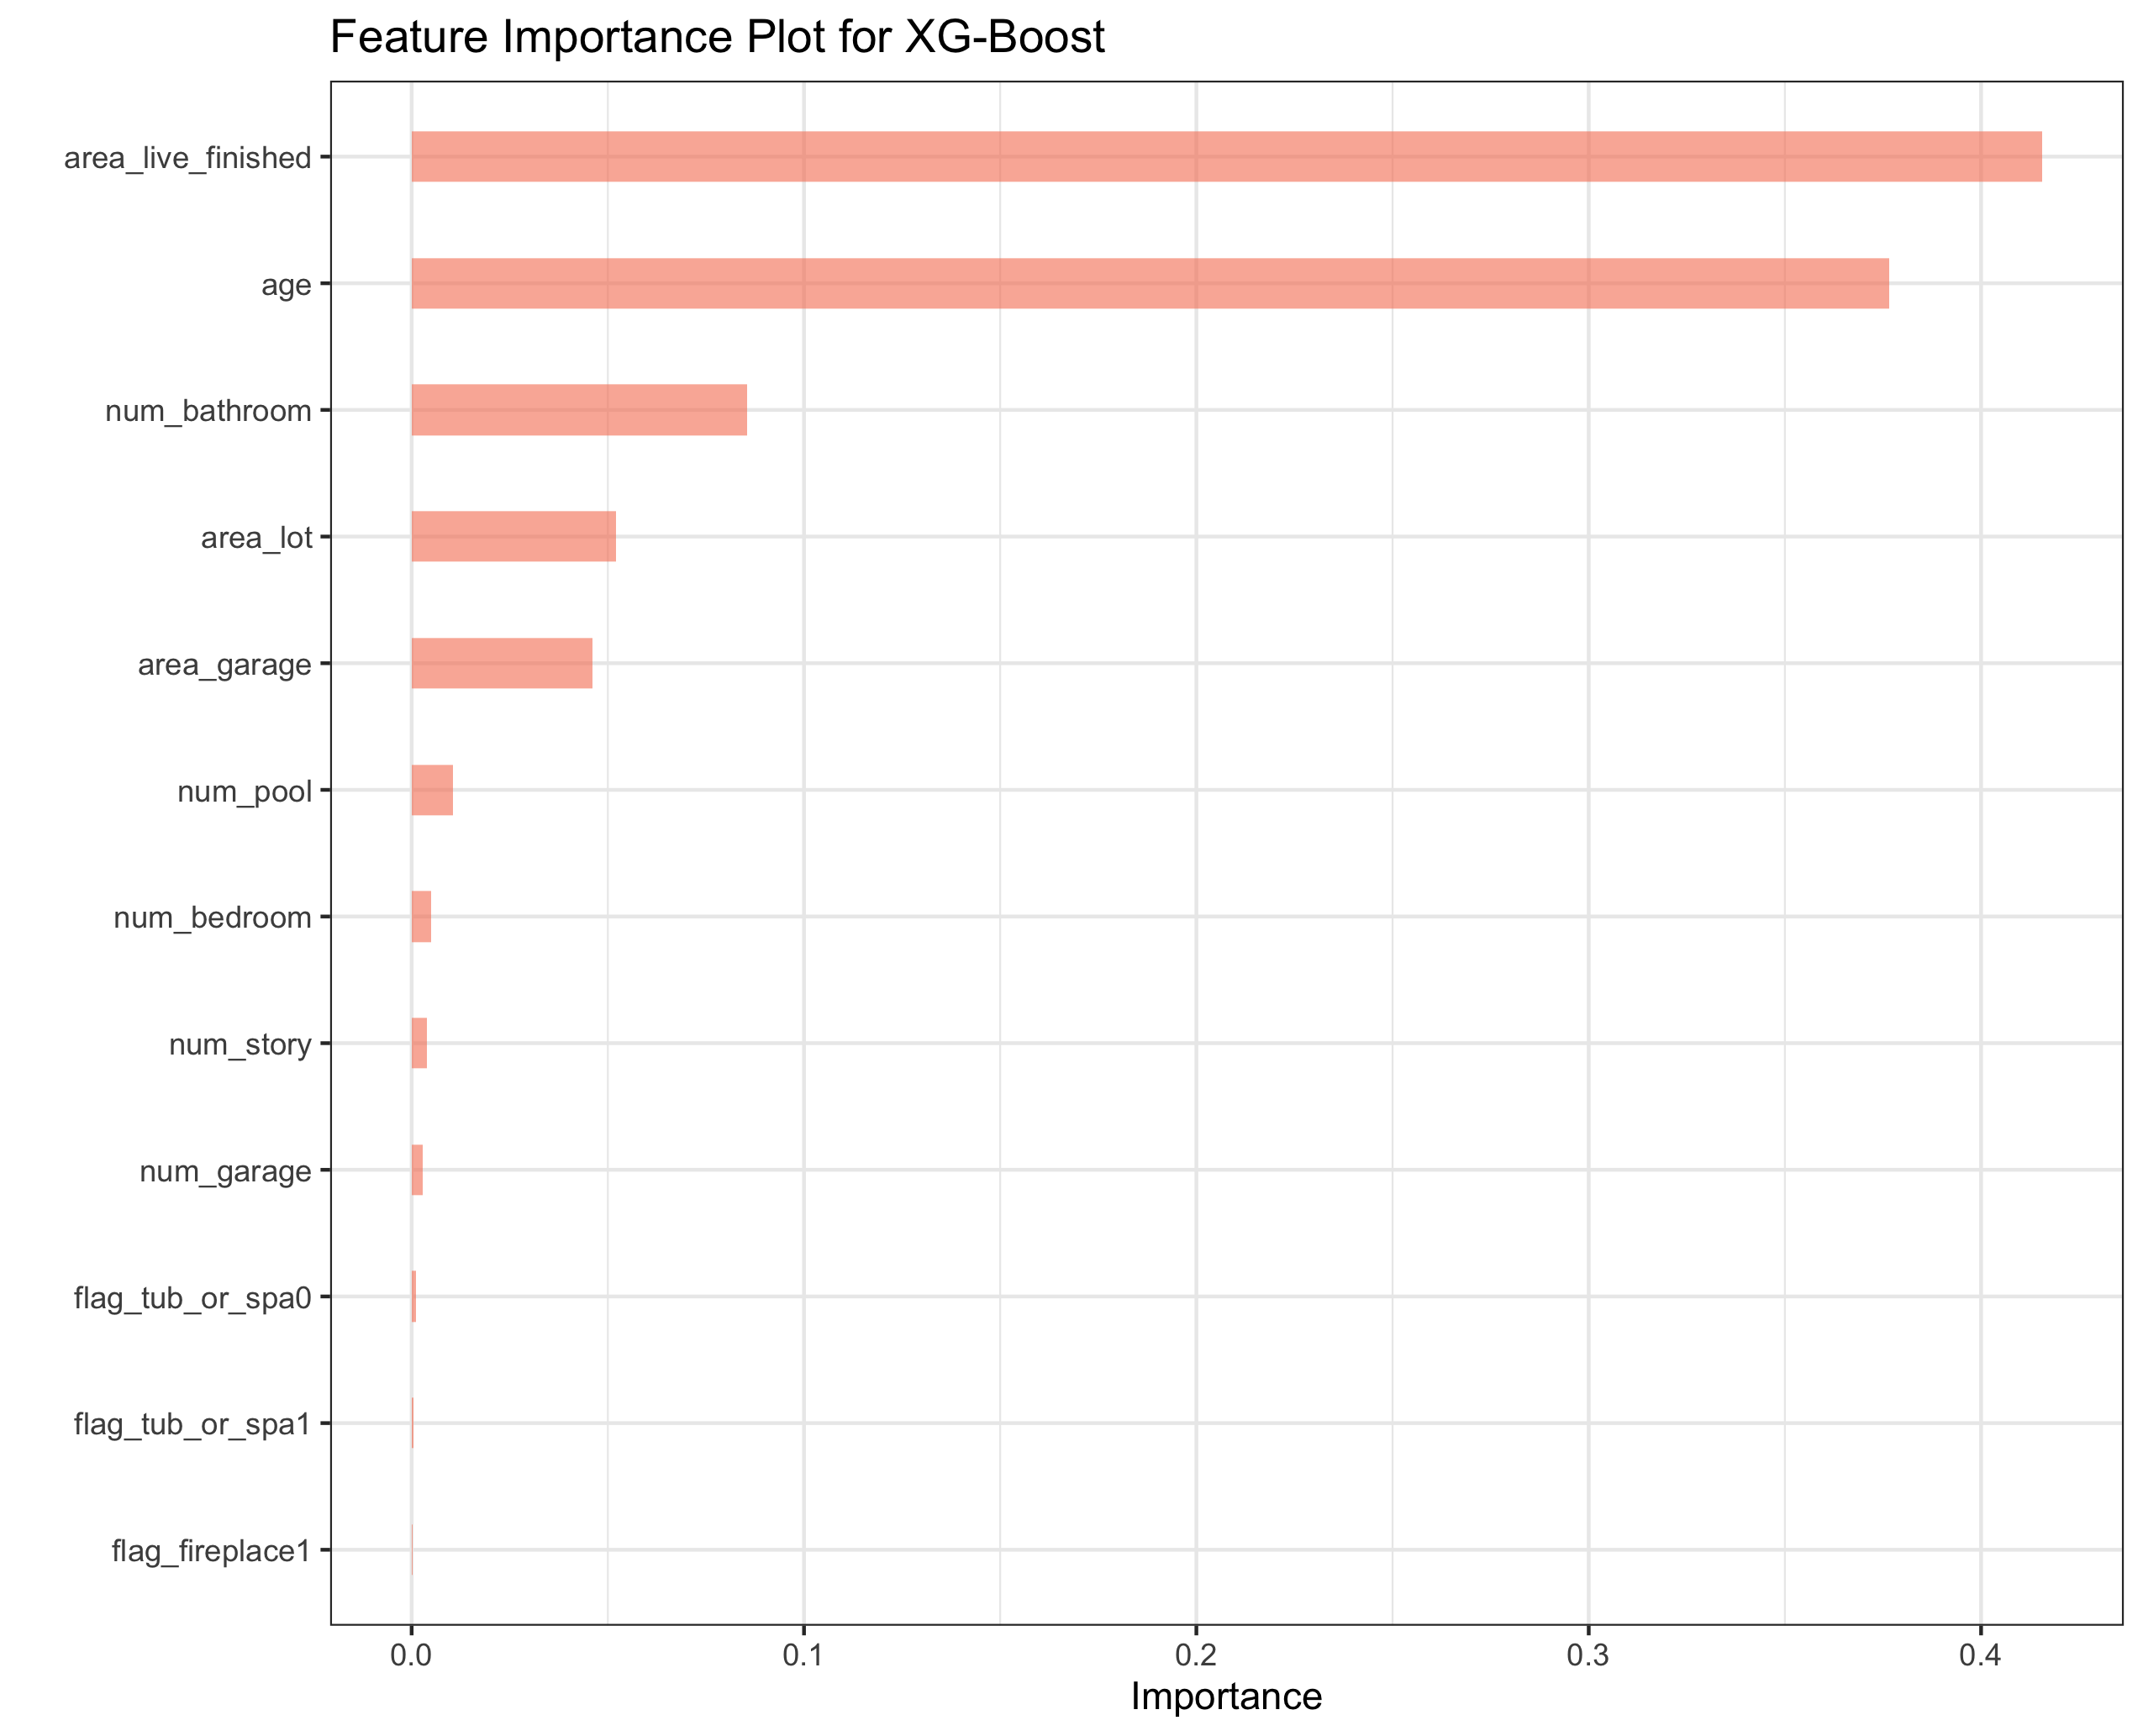 Feature Importance Plot for XG-Boost
area_live_finished
age
num_bathroom
area_lot
area_garage
num_pool
num_bedroom
num_story
num_garage
flag_tub_or_spa0
flag_tub_or_spa1
flag_fireplace1
0.0 0.1 0.2 0.3 0.4
Importance